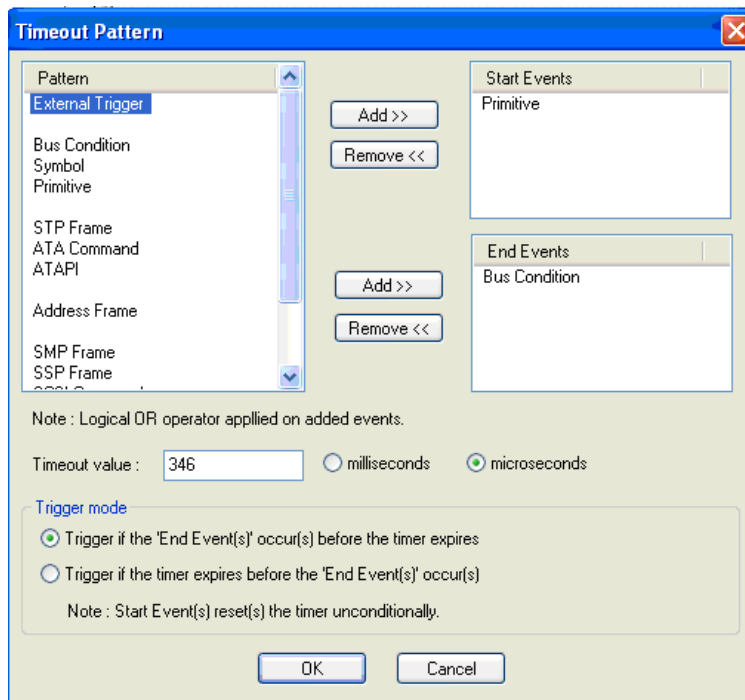 Timeout Pattern
Pattern
External Trigger
Bus Condition
Symbol
Primitive
STP Frame
ATA Command
ATAPI
Address Frame
SMP Frame
SSP Frame
Add >>
Remove <<
Start Events
Primitive
Add >>
Remove <<
End Events
Bus Condition
Note : Logical OR operator appllied on added events.
Timeout value : 346 milliseconds microseconds
Trigger mode
Trigger if the 'End Event(s)' occur(s) before the timer expires
Trigger if the timer expires before the 'End Event(s)' occur(s)
Note : Start Event(s) reset(s) the timer unconditionally.
OK Cancel